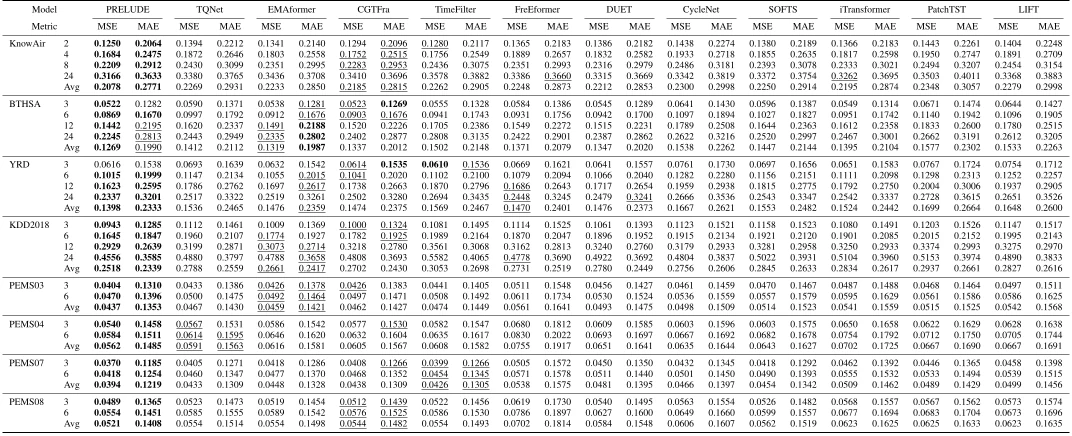 Model PRELUDE TQNet EMAformer CGTFra TimeFilter FreEformer DUET CycleNet SOFTS iTransformer PatchTST LIFT
Metric MSE MAE MSE MAE MSE MAE MSE MAE MSE MAE MSE MAE MSE MAE MSE MAE MSE MAE MSE MAE MSE MAE MSE MAE
KnowAir 2 0.1250 0.2064 0.1394 0.2212 0.1341 0.2140 0.1294 0.2096 0.1280 0.2117 0.1365 0.2183 0.1386 0.2182 0.1438 0.2274 0.1380 0.2189 0.1366 0.2183 0.1443 0.2261 0.1404 0.2248
4 0.1684 0.2475 0.1872 0.2646 0.1803 0.2558 0.1752 0.2515 0.1756 0.2549 0.1889 0.2657 0.1832 0.2582 0.1933 0.2718 0.1855 0.2635 0.1817 0.2598 0.1950 0.2747 0.1891 0.2709
8 0.2209 0.2912 0.2430 0.3099 0.2351 0.2995 0.2283 0.2953 0.2436 0.3075 0.2351 0.2993 0.2316 0.2979 0.2486 0.3181 0.2393 0.3078 0.2333 0.3021 0.2494 0.3207 0.2454 0.3154
24 0.3166 0.3633 0.3380 0.3765 0.3436 0.3708 0.3410 0.3696 0.3578 0.3882 0.3386 0.3660 0.3315 0.3669 0.3342 0.3819 0.3372 0.3754 0.3262 0.3695 0.3503 0.4011 0.3368 0.3883
Avg 0.2078 0.2771 0.2269 0.2931 0.2233 0.2850 0.2185 0.2815 0.2262 0.2905 0.2248 0.2873 0.2212 0.2853 0.2300 0.2998 0.2250 0.2914 0.2195 0.2874 0.2348 0.3057 0.2279 0.2998
BTHSA 3 0.0522 0.1282 0.0590 0.1371 0.0538 0.1281 0.0523 0.1269 0.0555 0.1328 0.0584 0.1386 0.0545 0.1289 0.0641 0.1430 0.0596 0.1387 0.0549 0.1314 0.0671 0.1474 0.0644 0.1427
6 0.0869 0.1670 0.0997 0.1792 0.0912 0.1676 0.0903 0.1676 0.0941 0.1743 0.0931 0.1756 0.0942 0.1700 0.1097 0.1894 0.1027 0.1827 0.0951 0.1742 0.1140 0.1942 0.1096 0.1905
12 0.1442 0.2195 0.1620 0.2337 0.1491 0.2188 0.1520 0.2226 0.1705 0.2386 0.1549 0.2272 0.1515 0.2231 0.1789 0.2508 0.1644 0.2363 0.1612 0.2358 0.1833 0.2600 0.1780 0.2515
24 0.2245 0.2813 0.2443 0.2949 0.2335 0.2802 0.2402 0.2877 0.2808 0.3135 0.2422 0.2901 0.2387 0.2862 0.2622 0.3216 0.2520 0.2997 0.2467 0.3001 0.2662 0.3191 0.2612 0.3205
Avg 0.1269 0.1990 0.1412 0.2112 0.1319 0.1987 0.1337 0.2012 0.1502 0.2148 0.1371 0.2079 0.1347 0.2020 0.1538 0.2262 0.1447 0.2144 0.1395 0.2104 0.1577 0.2302 0.1533 0.2263
YRD 3 0.0616 0.1538 0.0693 0.1639 0.0632 0.1542 0.0614 0.1535 0.0610 0.1536 0.0669 0.1621 0.0641 0.1557 0.0761 0.1730 0.0697 0.1656 0.0651 0.1583 0.0767 0.1724 0.0754 0.1712
6 0.1015 0.1999 0.1147 0.2134 0.1055 0.2015 0.1041 0.2020 0.1102 0.2100 0.1079 0.2094 0.1066 0.2040 0.1282 0.2280 0.1156 0.2151 0.1111 0.2098 0.1298 0.2313 0.1252 0.2257
12 0.1623 0.2595 0.1786 0.2762 0.1697 0.2617 0.1738 0.2663 0.1870 0.2796 0.1686 0.2643 0.1717 0.2654 0.1959 0.2938 0.1815 0.2775 0.1792 0.2750 0.2004 0.3006 0.1937 0.2905
24 0.2337 0.3201 0.2517 0.3322 0.2519 0.3261 0.2502 0.3280 0.2694 0.3435 0.2448 0.3245 0.2479 0.3241 0.2666 0.3535 0.2543 0.3347 0.2542 0.3337 0.2728 0.3615 0.2651 0.3526
Avg 0.1398 0.2333 0.1536 0.2465 0.1476 0.2359 0.1474 0.2375 0.1569 0.2467 0.1470 0.2401 0.1476 0.2373 0.1667 0.2621 0.1553 0.2482 0.1524 0.2442 0.1699 0.2664 0.1648 0.2600
KDD2018 3 0.0943 0.1285 0.1112 0.1461 0.1009 0.1369 0.1000 0.1324 0.1081 0.1495 0.1114 0.1525 0.1061 0.1393 0.1123 0.1521 0.1158 0.1523 0.1080 0.1491 0.1203 0.1526 0.1147 0.1517
6 0.1645 0.1847 0.1960 0.2107 0.1774 0.1927 0.1782 0.1925 0.1989 0.2164 0.1870 0.2047 0.1896 0.1952 0.1915 0.2134 0.1921 0.2120 0.1901 0.2085 0.2015 0.2152 0.1995 0.2143
12 0.2929 0.2639 0.3199 0.2871 0.3073 0.2714 0.3218 0.2780 0.3561 0.3068 0.3162 0.2813 0.3240 0.2760 0.3179 0.2933 0.3281 0.2958 0.3250 0.2933 0.3374 0.2993 0.3275 0.2970
24 0.4556 0.3585 0.4880 0.3797 0.4788 0.3658 0.4808 0.3693 0.5582 0.4065 0.4778 0.3690 0.4922 0.3692 0.4804 0.3837 0.5022 0.3931 0.5104 0.3960 0.5153 0.3974 0.4890 0.3833
Avg 0.2518 0.2339 0.2788 0.2559 0.2661 0.2417 0.2702 0.2430 0.3053 0.2698 0.2731 0.2519 0.2780 0.2449 0.2756 0.2606 0.2845 0.2633 0.2834 0.2617 0.2937 0.2661 0.2827 0.2616
PEMS03 3 0.0404 0.1310 0.0433 0.1386 0.0426 0.1378 0.0426 0.1383 0.0441 0.1405 0.0511 0.1548 0.0456 0.1427 0.0461 0.1459 0.0470 0.1467 0.0487 0.1488 0.0468 0.1464 0.0497 0.1511
6 0.0470 0.1396 0.0500 0.1475 0.0492 0.1464 0.0497 0.1471 0.0508 0.1492 0.0611 0.1734 0.0530 0.1524 0.0536 0.1559 0.0557 0.1579 0.0595 0.1629 0.0561 0.1586 0.0586 0.1625
Avg 0.0437 0.1353 0.0467 0.1430 0.0459 0.1421 0.0462 0.1427 0.0474 0.1449 0.0561 0.1641 0.0493 0.1475 0.0498 0.1509 0.0514 0.1523 0.0541 0.1559 0.0515 0.1525 0.0542 0.1568
PEMS04 3 0.0540 0.1458 0.0567 0.1531 0.0586 0.1542 0.0577 0.1530 0.0582 0.1547 0.0680 0.1812 0.0609 0.1585 0.0603 0.1596 0.0603 0.1575 0.0650 0.1658 0.0622 0.1629 0.0628 0.1638
6 0.0584 0.1511 0.0614 0.1595 0.0646 0.1620 0.0632 0.1604 0.0635 0.1617 0.0830 0.2022 0.0693 0.1697 0.0667 0.1692 0.0682 0.1678 0.0754 0.1792 0.0712 0.1750 0.0705 0.1744
Avg 0.0562 0.1485 0.0591 0.1563 0.0616 0.1581 0.0605 0.1567 0.0608 0.1582 0.0755 0.1917 0.0651 0.1641 0.0635 0.1644 0.0643 0.1627 0.0702 0.1725 0.0667 0.1690 0.0667 0.1691
PEMS07 3 0.0370 0.1185 0.0405 0.1271 0.0418 0.1286 0.0408 0.1266 0.0399 0.1266 0.0505 0.1572 0.0450 0.1350 0.0432 0.1345 0.0418 0.1292 0.0462 0.1392 0.0446 0.1365 0.0458 0.1398
6 0.0418 0.1254 0.0460 0.1347 0.0477 0.1370 0.0468 0.1352 0.0454 0.1345 0.0571 0.1578 0.0511 0.1440 0.0501 0.1450 0.0490 0.1393 0.0555 0.1532 0.0533 0.1494 0.0539 0.1515
Avg 0.0394 0.1219 0.0433 0.1309 0.0448 0.1328 0.0438 0.1309 0.0426 0.1305 0.0538 0.1575 0.0481 0.1395 0.0466 0.1397 0.0454 0.1342 0.0509 0.1462 0.0489 0.1429 0.0499 0.1456
PEMS08 3 0.0489 0.1365 0.0523 0.1473 0.0519 0.1454 0.0512 0.1439 0.0522 0.1456 0.0619 0.1730 0.0540 0.1495 0.0563 0.1554 0.0526 0.1482 0.0568 0.1557 0.0567 0.1562 0.0573 0.1574
6 0.0554 0.1451 0.0585 0.1555 0.0589 0.1542 0.0576 0.1525 0.0586 0.1530 0.0786 0.1897 0.0627 0.1600 0.0649 0.1660 0.0599 0.1557 0.0677 0.1694 0.0683 0.1704 0.0673 0.1696
Avg 0.0521 0.1408 0.0554 0.1514 0.0554 0.1498 0.0544 0.1482 0.0554 0.1493 0.0702 0.1814 0.0584 0.1548 0.0606 0.1607 0.0562 0.1519 0.0623 0.1625 0.0625 0.1633 0.0623 0.1635